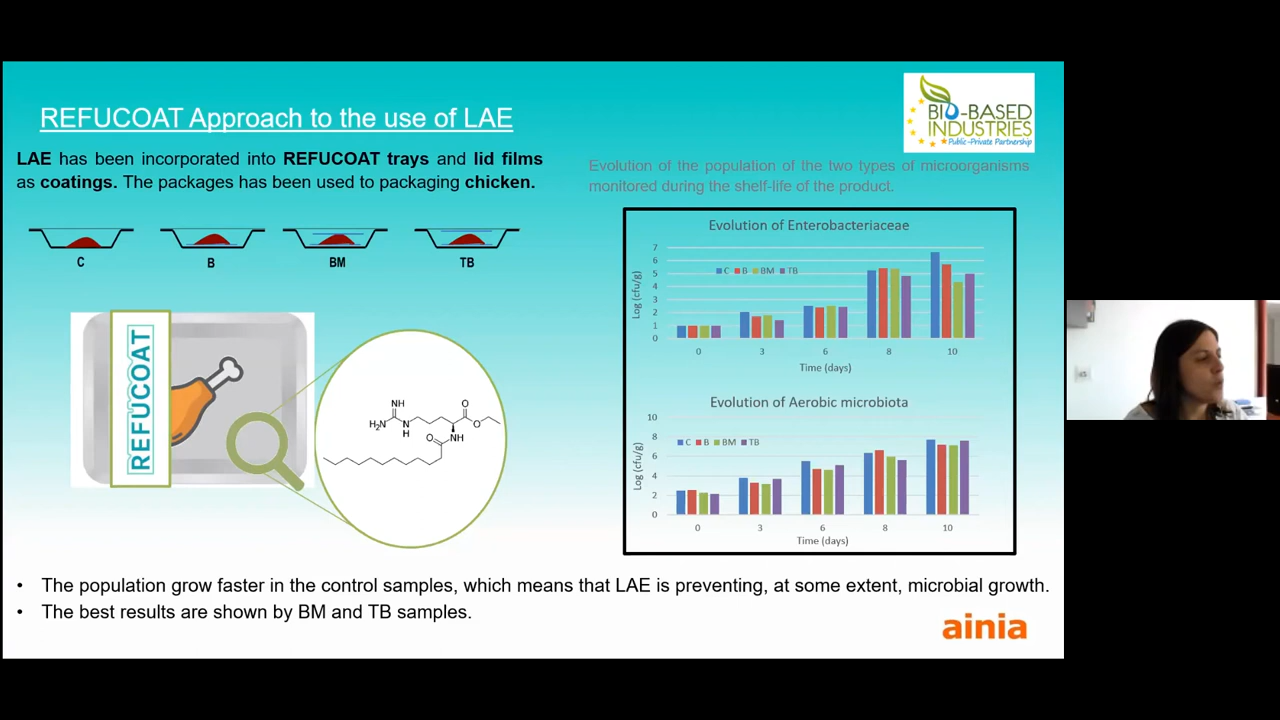 REFUCOAT Approach to the use of LAE
BIO-BASED
INDUSTRIES
Public-Private Partnership
LAE has been incorporated into REFUCOAT trays and lid films
as coatings. The packages has been used to packaging chicken.
C
B
BM
TB
REFUCOAT
NH
H₂N
N
H
O
O
O
NH
Evolution of the population of the two types of microorganisms
monitored during the shelf-life of the product.
Evolution of Enterobacteriaceae
Log (cfu/g)
7
6
5
4
3
2
1
0
C B BM TB
0 3 6 8 10
Time (days)
Evolution of Aerobic microbiota
Log (cfu/g)
10
8
6
4
2
0
C B BM TB
0 3 6 8 10
Time (days)
• The population grow faster in the control samples, which means that LAE is preventing, at some extent, microbial growth.
• The best results are shown by BM and TB samples.
ainia